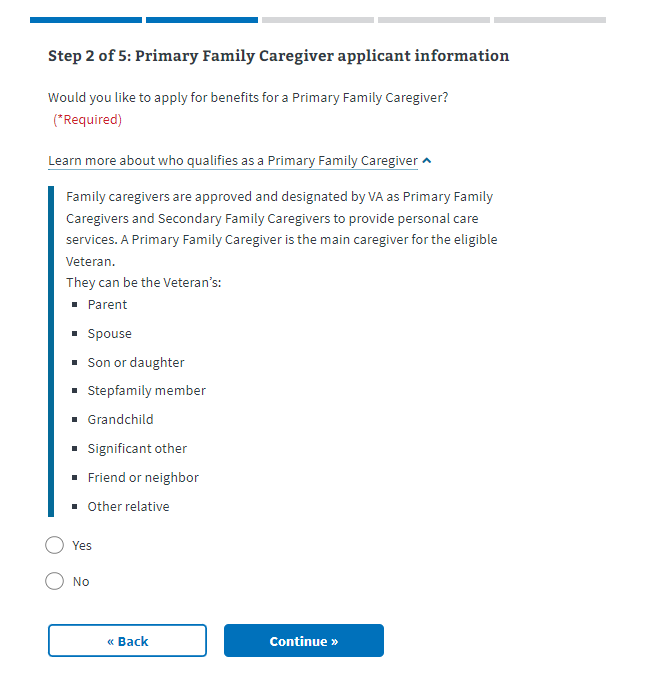 Step 2 of 5: Primary Family Caregiver applicant information
Would you like to apply for benefits for a Primary Family Caregiver?
(*Required)
Learn more about who qualifies as a Primary Family Caregiver
Family caregivers are approved and designated by VA as Primary Family
Caregivers and Secondary Family Caregivers to provide personal care
services. A Primary Family Caregiver is the main caregiver for the eligible
Veteran.
They can be the Veteran’s:
▪ Parent
▪ Spouse
▪ Son or daughter
▪ Stepfamily member
▪ Grandchild
▪ Significant other
▪ Friend or neighbor
▪ Other relative
Yes
No
« Back
Continue »